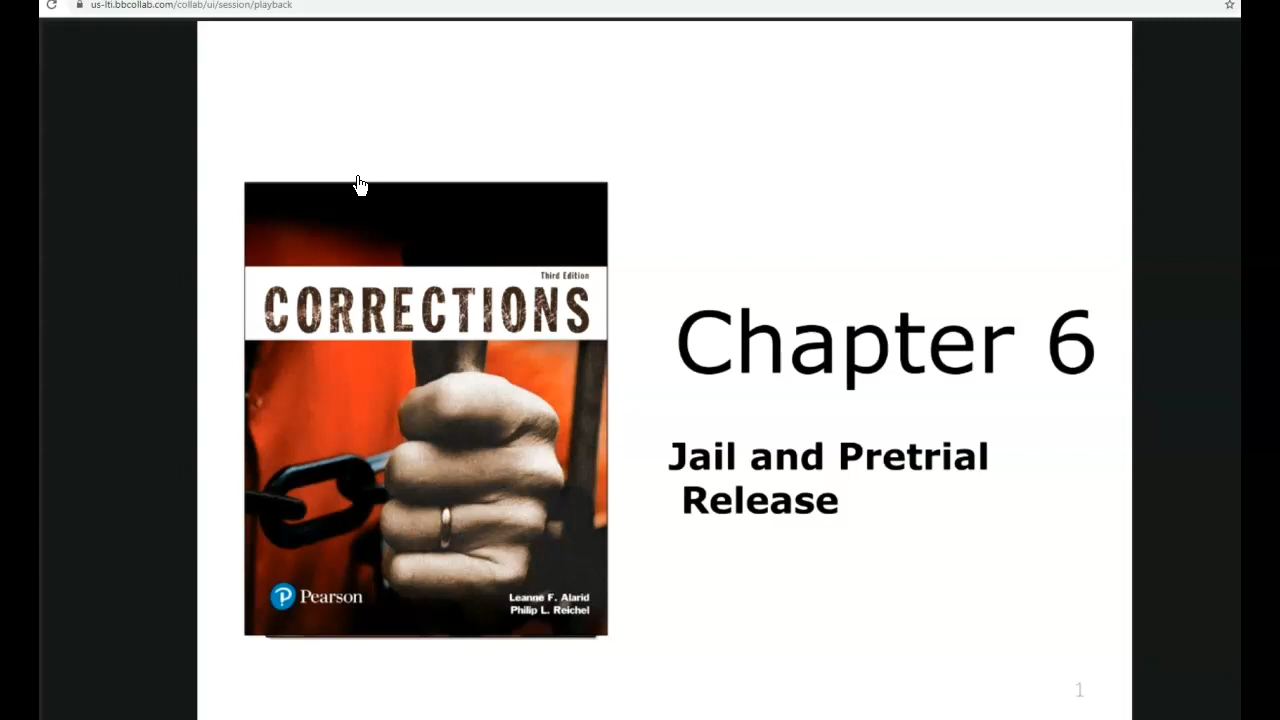 us-lti.bbcollab.com/collab/ui/session/playback
Third Edition
CORRECTIONS
Pearson
Leanne F. Alarid
Philip L. Reichel
Chapter 6
Jail and Pretrial
Release
1